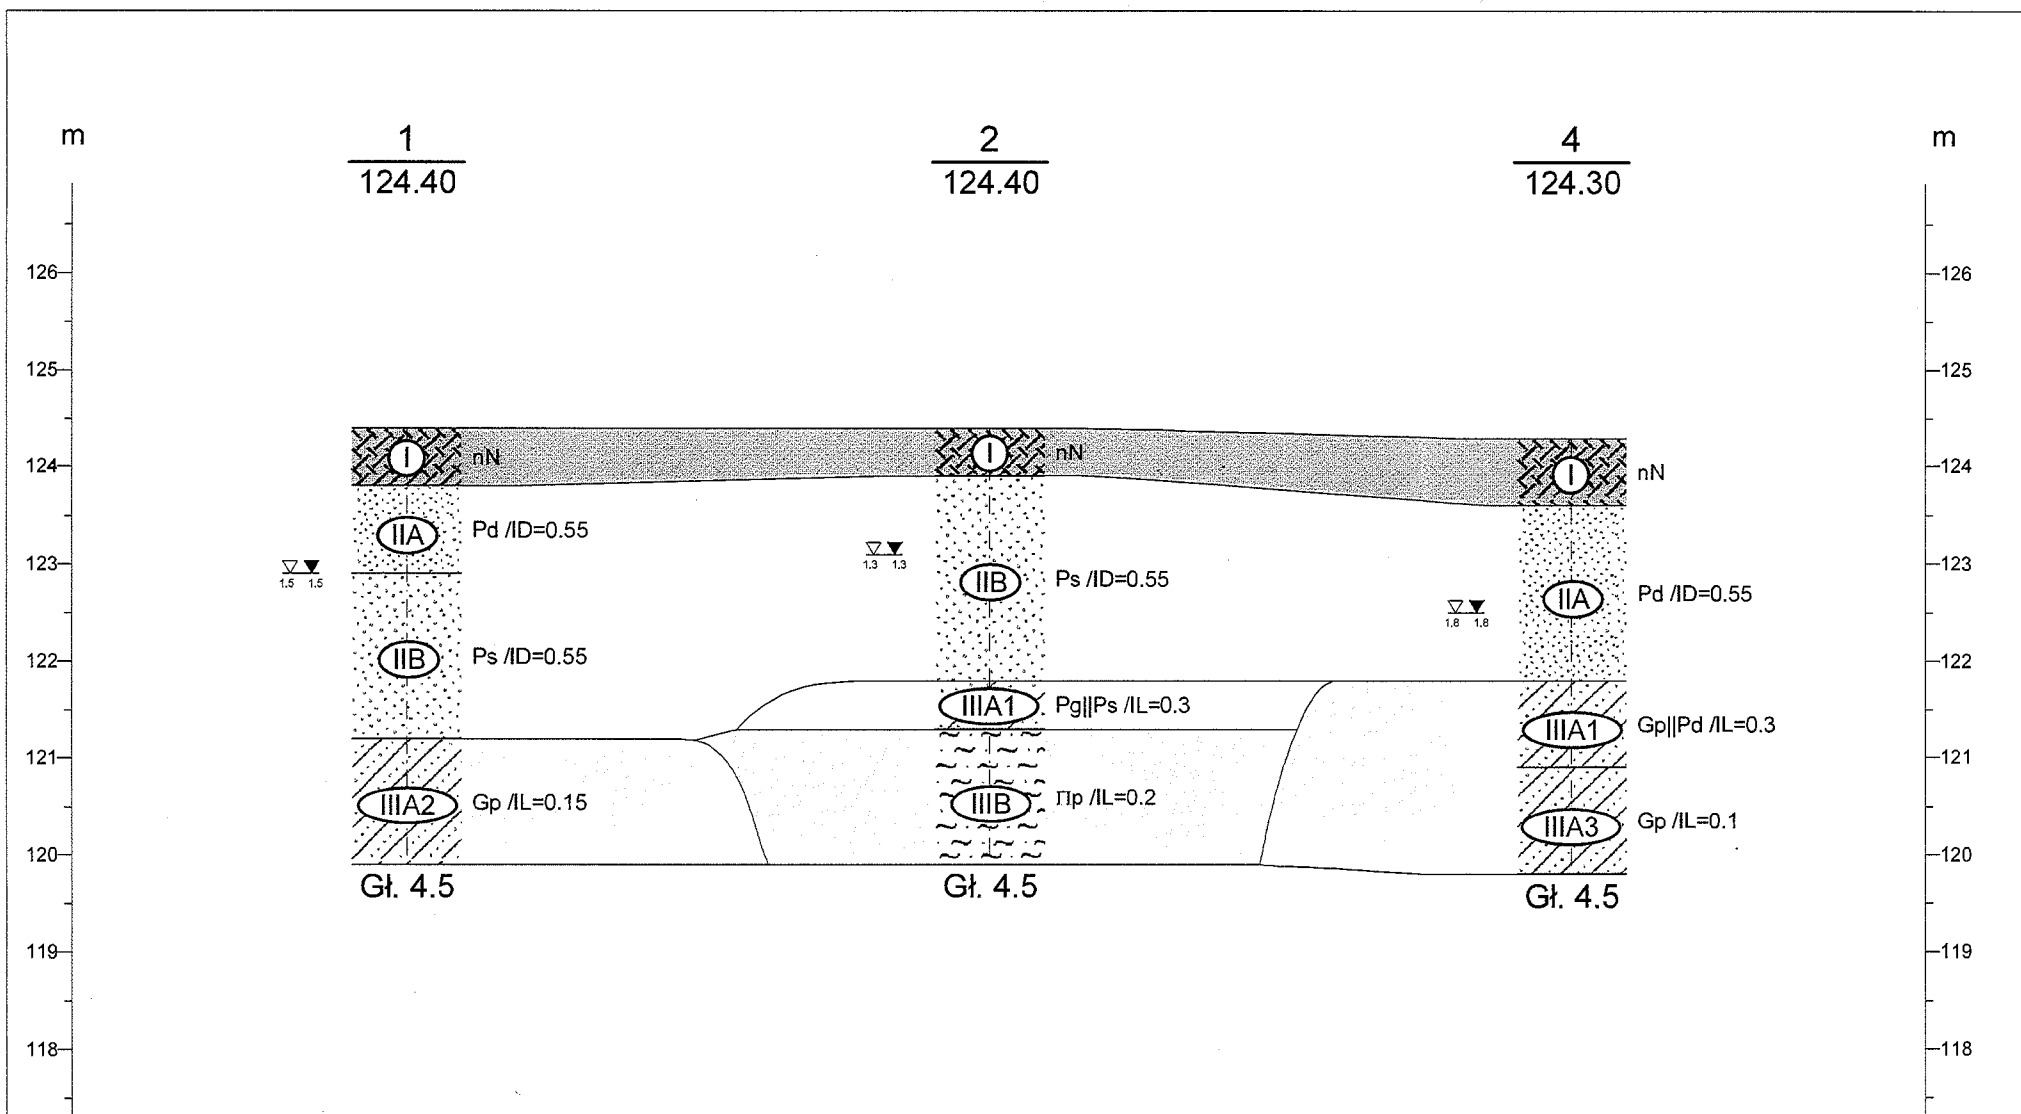 m 1 2 4 m
124.40 124.40 124.30
126 126
125 125
124 I nN I nN I nN 124
IIA Pd /ID=0.55
123 1.5 1.5 1.3 1.3 IIB Ps /ID=0.55 123
1.8 1.8 IIA Pd /ID=0.55
122 IIB Ps /ID=0.55 122
IIIA1 Pg||Ps /IL=0.3 IIIA1 Gp||Pd /IL=0.3
121 121
IIIA2 Gp /IL=0.15 IIIB Πp /IL=0.2 IIIA3 Gp /IL=0.1
120 120
Gł. 4.5 Gł. 4.5 Gł. 4.5
119 119
118 118